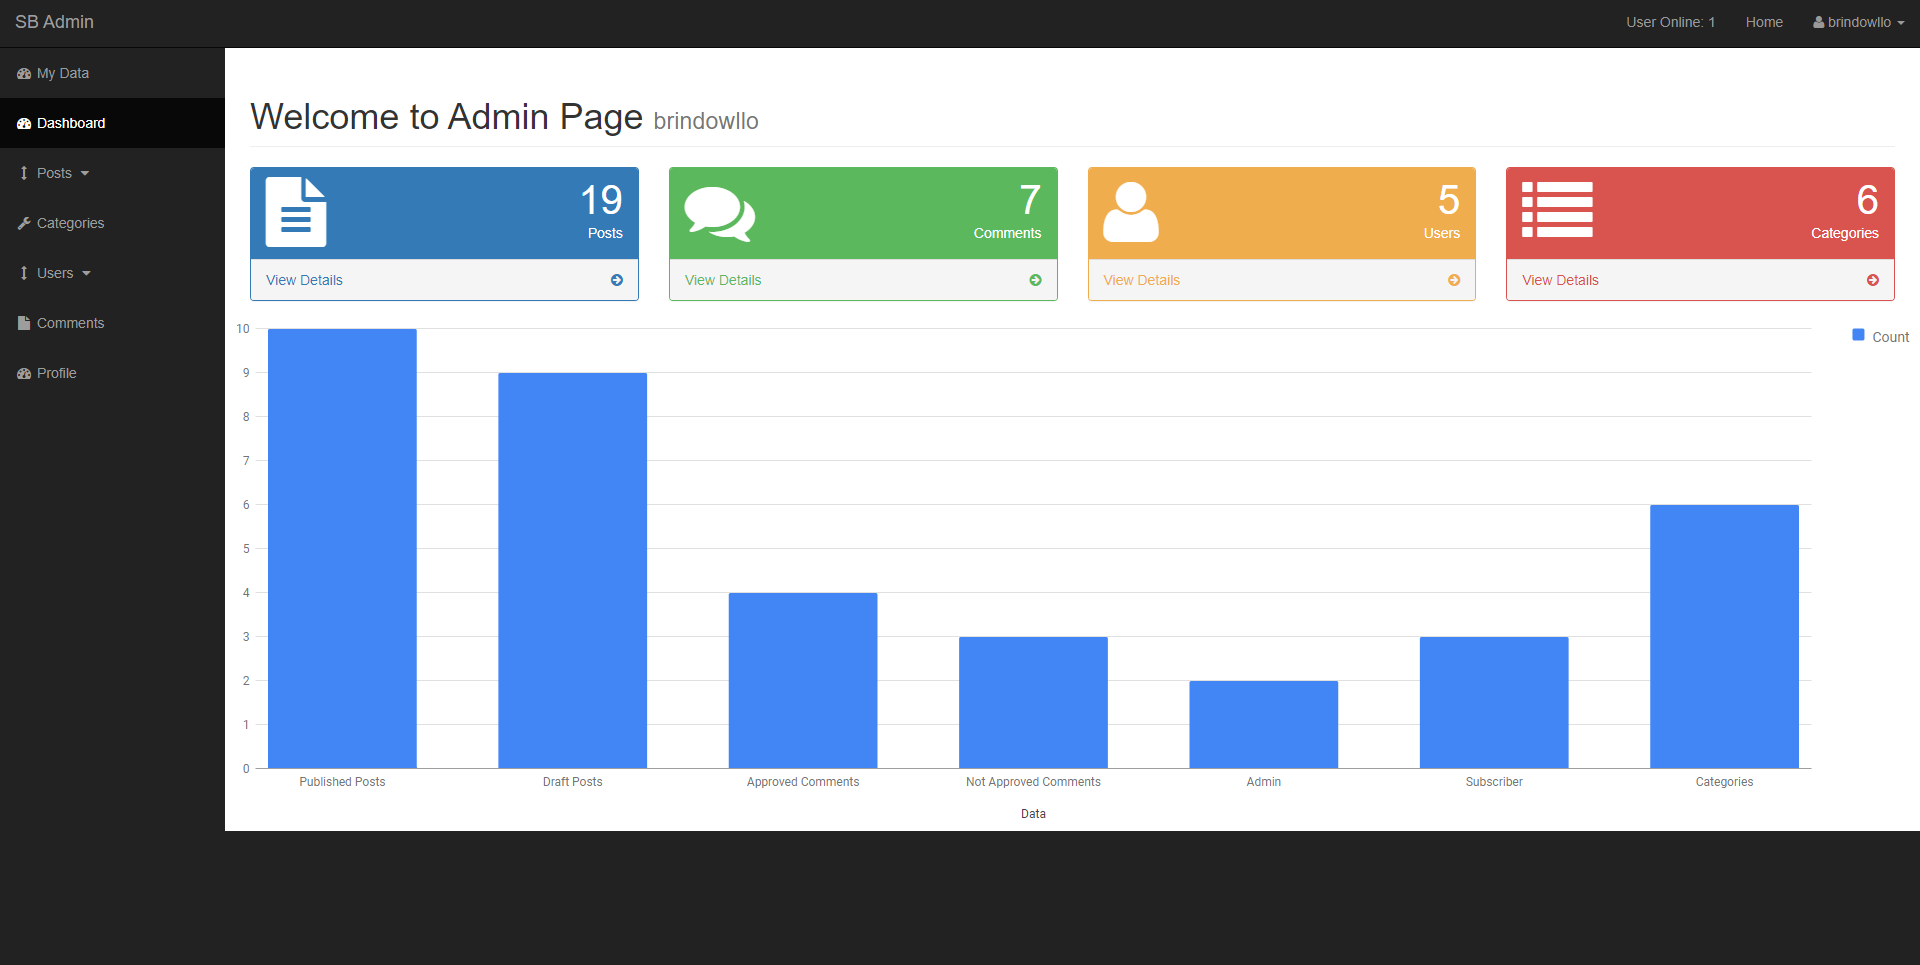 SB Admin
User Online: 1 Home brindowllo
My Data
Dashboard
Posts
Categories
Users
Comments
Profile
Welcome to Admin Page brindowllo
19
Posts
View Details
7
Comments
View Details
5
Users
View Details
6
Categories
View Details
10
9
8
7
6
5
4
3
2
1
0
Count
Published Posts Draft Posts Approved Comments Not Approved Comments Admin Subscriber Categories
Data